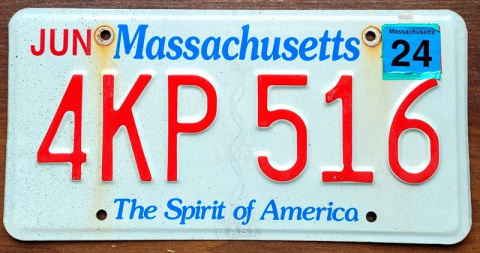 JUN Massachusetts
Massachusetts
24
4KP 516
The Spirit of America